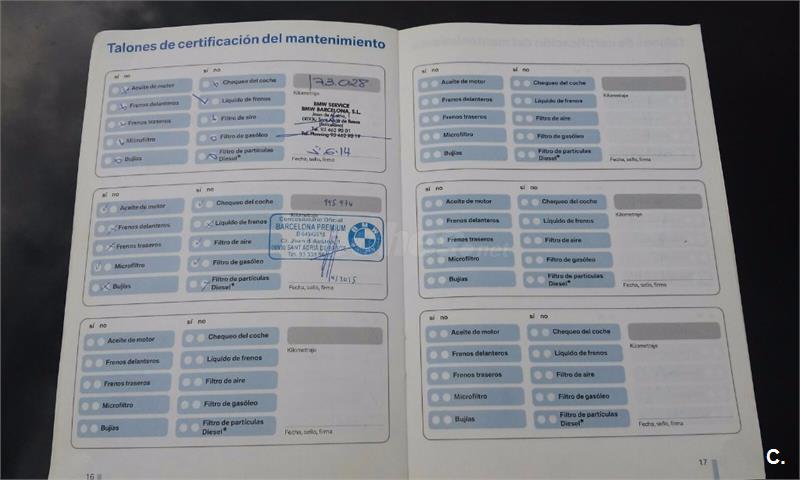 Talones de certificación del mantenimiento
sí no sí no
Aceite de motor Chequeo del coche 173.028
Frenos delanteros Líquido de frenos Kilometraje
Frenos traseros Filtro de aire
Microfiltro Filtro de gasóleo
Bujías Filtro de partículas Diesel*
BMW SERVICE
BMW BARCELONA, S.L.
Fecha, sello, firma
sí no sí no
Aceite de motor Chequeo del coche
Frenos delanteros Líquido de frenos
Frenos traseros Filtro de aire
Microfiltro Filtro de gasóleo
Bujías Filtro de partículas Diesel*
Concesionario Oficial
BARCELONA PREMIUM
BMW
Fecha, sello, firma
sí no sí no
Aceite de motor Chequeo del coche
Frenos delanteros Líquido de frenos Kilometraje
Frenos traseros Filtro de aire
Microfiltro Filtro de gasóleo
Bujías Filtro de partículas Diesel*
Fecha, sello, firma
16
sí no sí no
Aceite de motor Chequeo del coche
Frenos delanteros Líquido de frenos Kilometraje
Frenos traseros Filtro de aire
Microfiltro Filtro de gasóleo
Bujías Filtro de partículas Diesel*
Fecha, sello, firma
sí no sí no
Aceite de motor Chequeo del coche
Frenos delanteros Líquido de frenos Kilometraje
Frenos traseros Filtro de aire
Microfiltro Filtro de gasóleo
Bujías Filtro de partículas Diesel*
Fecha, sello, firma
sí no sí no
Aceite de motor Chequeo del coche
Frenos delanteros Líquido de frenos Kilometraje
Frenos traseros Filtro de aire
Microfiltro Filtro de gasóleo
Bujías Filtro de partículas Diesel*
Fecha, sello, firma
17
C.